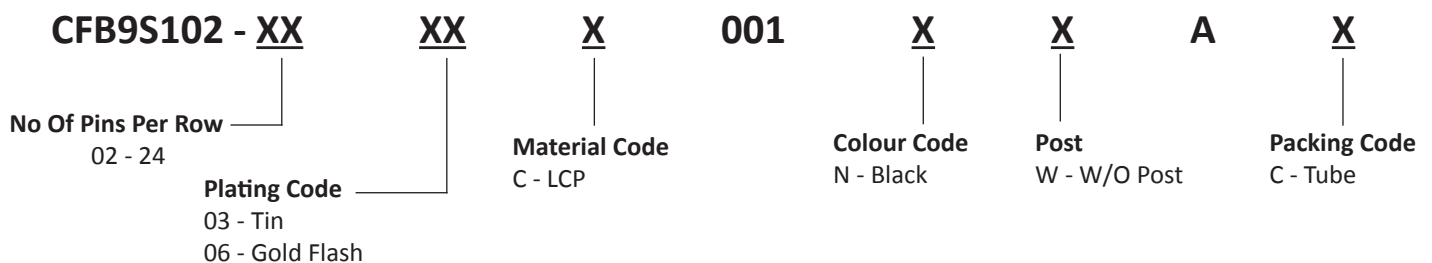 CFB9S102 - XX XX X 001 X X A X
No Of Pins Per Row
02 - 24
Plating Code
03 - Tin
06 - Gold Flash
Material Code
C - LCP
Colour Code
N - Black
Post
W - W/O Post
Packing Code
C - Tube